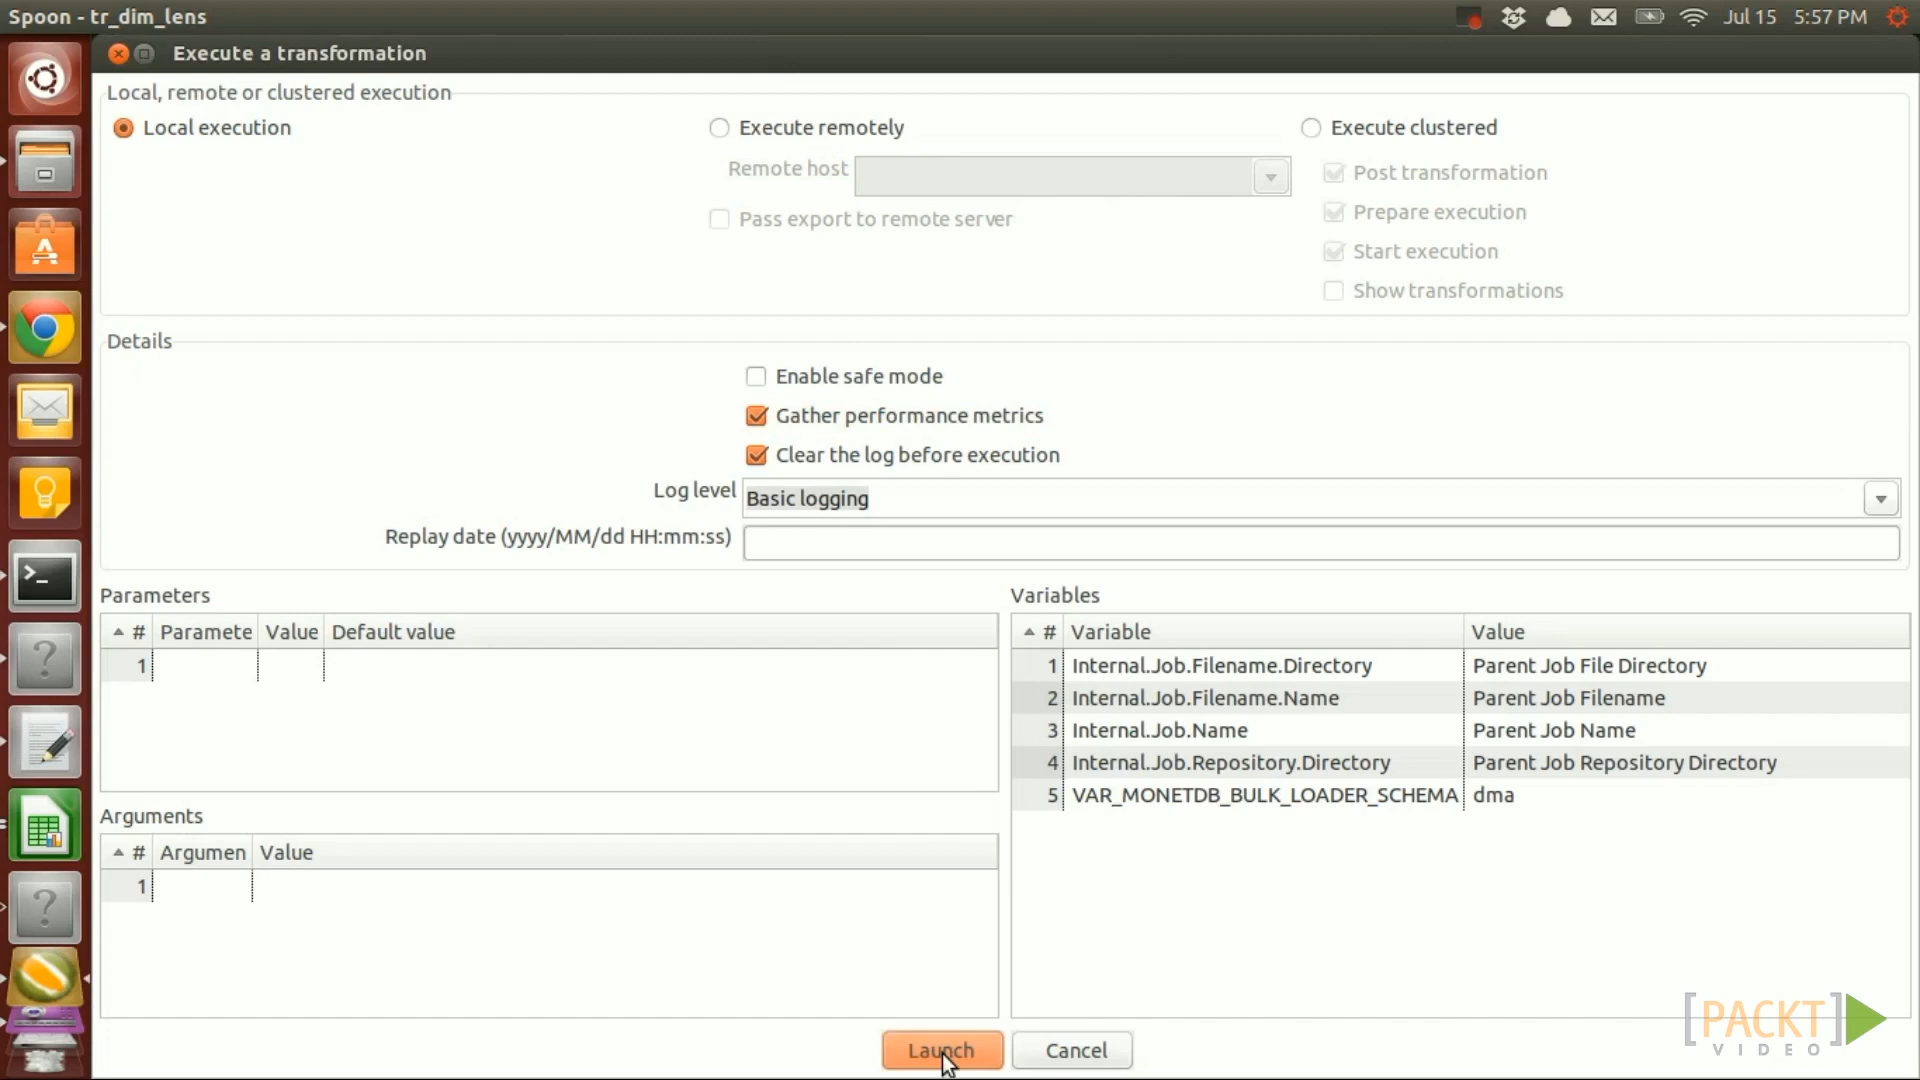 Spoon - tr_dim_lens
Jul 15 5:57 PM
Execute a transformation
Local, remote or clustered execution
Local execution
Execute remotely
Execute clustered
Remote host
Post transformation
Pass export to remote server
Prepare execution
Start execution
Show transformations
Details
Enable safe mode
Gather performance metrics
Clear the log before execution
Log level Basic logging
Replay date (yyyy/MM/dd HH:mm:ss)
Parameters
# Paramete Value Default value
1
Variables
# Variable Value
1 Internal.Job.Filename.Directory Parent Job File Directory
2 Internal.Job.Filename.Name Parent Job Filename
3 Internal.Job.Name Parent Job Name
4 Internal.Job.Repository.Directory Parent Job Repository Directory
5 VAR_MONETDB_BULK_LOADER_SCHEMA dma
Arguments
# Argumen Value
1
Launch Cancel
[PACKT]
VIDEO